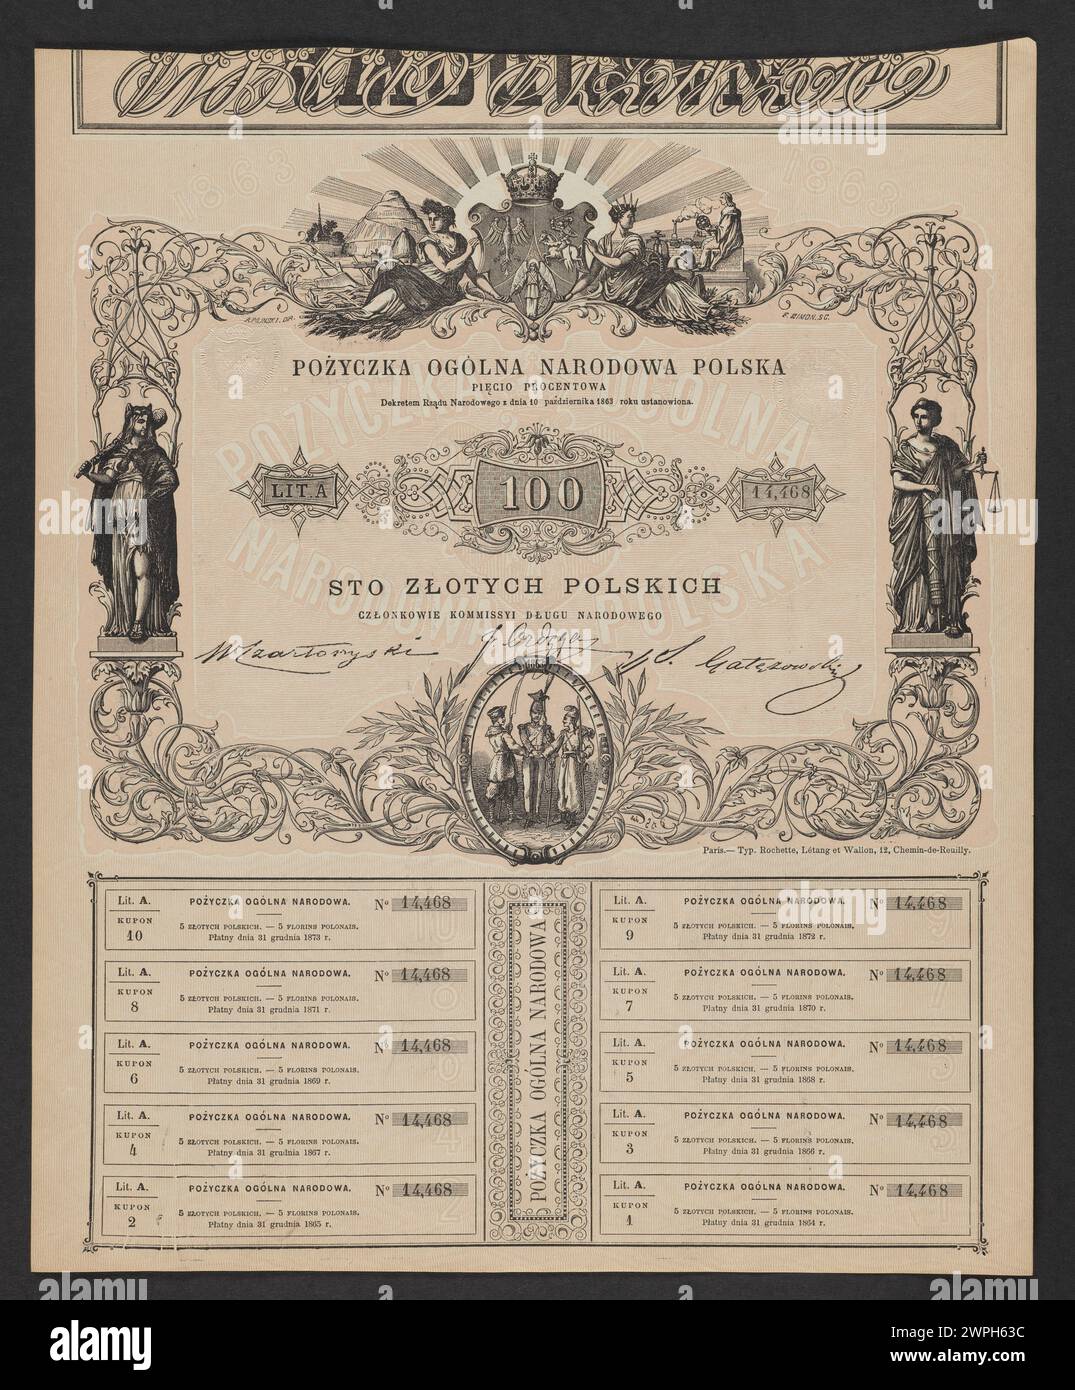 1863
1863
A. PILINSKI. DR.
F. RIMON. SC.
POŻYCZKA OGÓLNA NARODOWA POLSKA
PIĘCIO PROCENTOWA
Dekretem Rządu Narodowego z dnia 10 października 1863 roku ustanowiona.
POŻYCZKA OGÓLNA
NARODOWA POLSKA
LIT. A
100
14,468
STO ZŁOTYCH POLSKICH
CZŁONKOWIE KOMMISSYI DŁUGU NARODOWEGO
W Czartoryski
J. Ordęga
S. Gałęzowski
Paris.— Typ. Rochette, Létang et Wallon, 12, Chemin-de-Reuilly.
Lit. A. POŻYCZKA OGÓLNA NARODOWA. No 14,468
KUPON 10
5 ZŁOTYCH POLSKICH. — 5 FLORINS POLONAIS.
Płatny dnia 31 grudnia 1873 r.
Lit. A. POŻYCZKA OGÓLNA NARODOWA. No 14,468
KUPON 9
5 ZŁOTYCH POLSKICH. — 5 FLORINS POLONAIS.
Płatny dnia 31 grudnia 1872 r.
Lit. A. POŻYCZKA OGÓLNA NARODOWA. No 14,468
KUPON 8
5 ZŁOTYCH POLSKICH. — 5 FLORINS POLONAIS.
Płatny dnia 31 grudnia 1871 r.
Lit. A. POŻYCZKA OGÓLNA NARODOWA. No 14,468
KUPON 7
5 ZŁOTYCH POLSKICH. — 5 FLORINS POLONAIS.
Płatny dnia 31 grudnia 1870 r.
Lit. A. POŻYCZKA OGÓLNA NARODOWA. No 14,468
KUPON 6
5 ZŁOTYCH POLSKICH. — 5 FLORINS POLONAIS.
Płatny dnia 31 grudnia 1869 r.
Lit. A. POŻYCZKA OGÓLNA NARODOWA. No 14,468
KUPON 5
5 ZŁOTYCH POLSKICH. — 5 FLORINS POLONAIS.
Płatny dnia 31 grudnia 1868 r.
Lit. A. POŻYCZKA OGÓLNA NARODOWA. No 14,468
KUPON 4
5 ZŁOTYCH POLSKICH. — 5 FLORINS POLONAIS.
Płatny dnia 31 grudnia 1867 r.
Lit. A. POŻYCZKA OGÓLNA NARODOWA. No 14,468
KUPON 3
5 ZŁOTYCH POLSKICH. — 5 FLORINS POLONAIS.
Płatny dnia 31 grudnia 1866 r.
Lit. A. POŻYCZKA OGÓLNA NARODOWA. No 14,468
KUPON 2
5 ZŁOTYCH POLSKICH. — 5 FLORINS POLONAIS.
Płatny dnia 31 grudnia 1865 r.
Lit. A. POŻYCZKA OGÓLNA NARODOWA. No 14,468
KUPON 1
5 ZŁOTYCH POLSKICH. — 5 FLORINS POLONAIS.
Płatny dnia 31 grudnia 1864 r.
POŻYCZKA OGÓLNA NARODOWA
alamy
Image ID: 2WPH63C
www.alamy.com